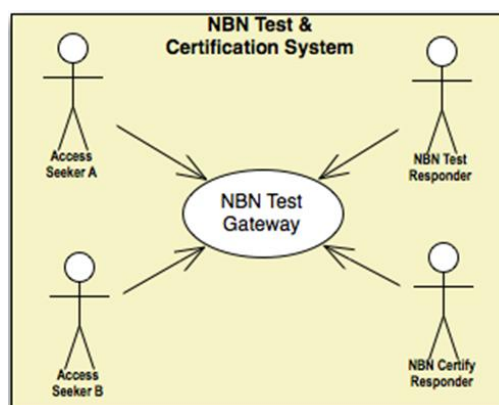 NBN Test &
Certification System
Access
Seeker A
NBN Test
Responder
NBN Test
Gateway
Access
Seeker B
NBN Certify
Responder